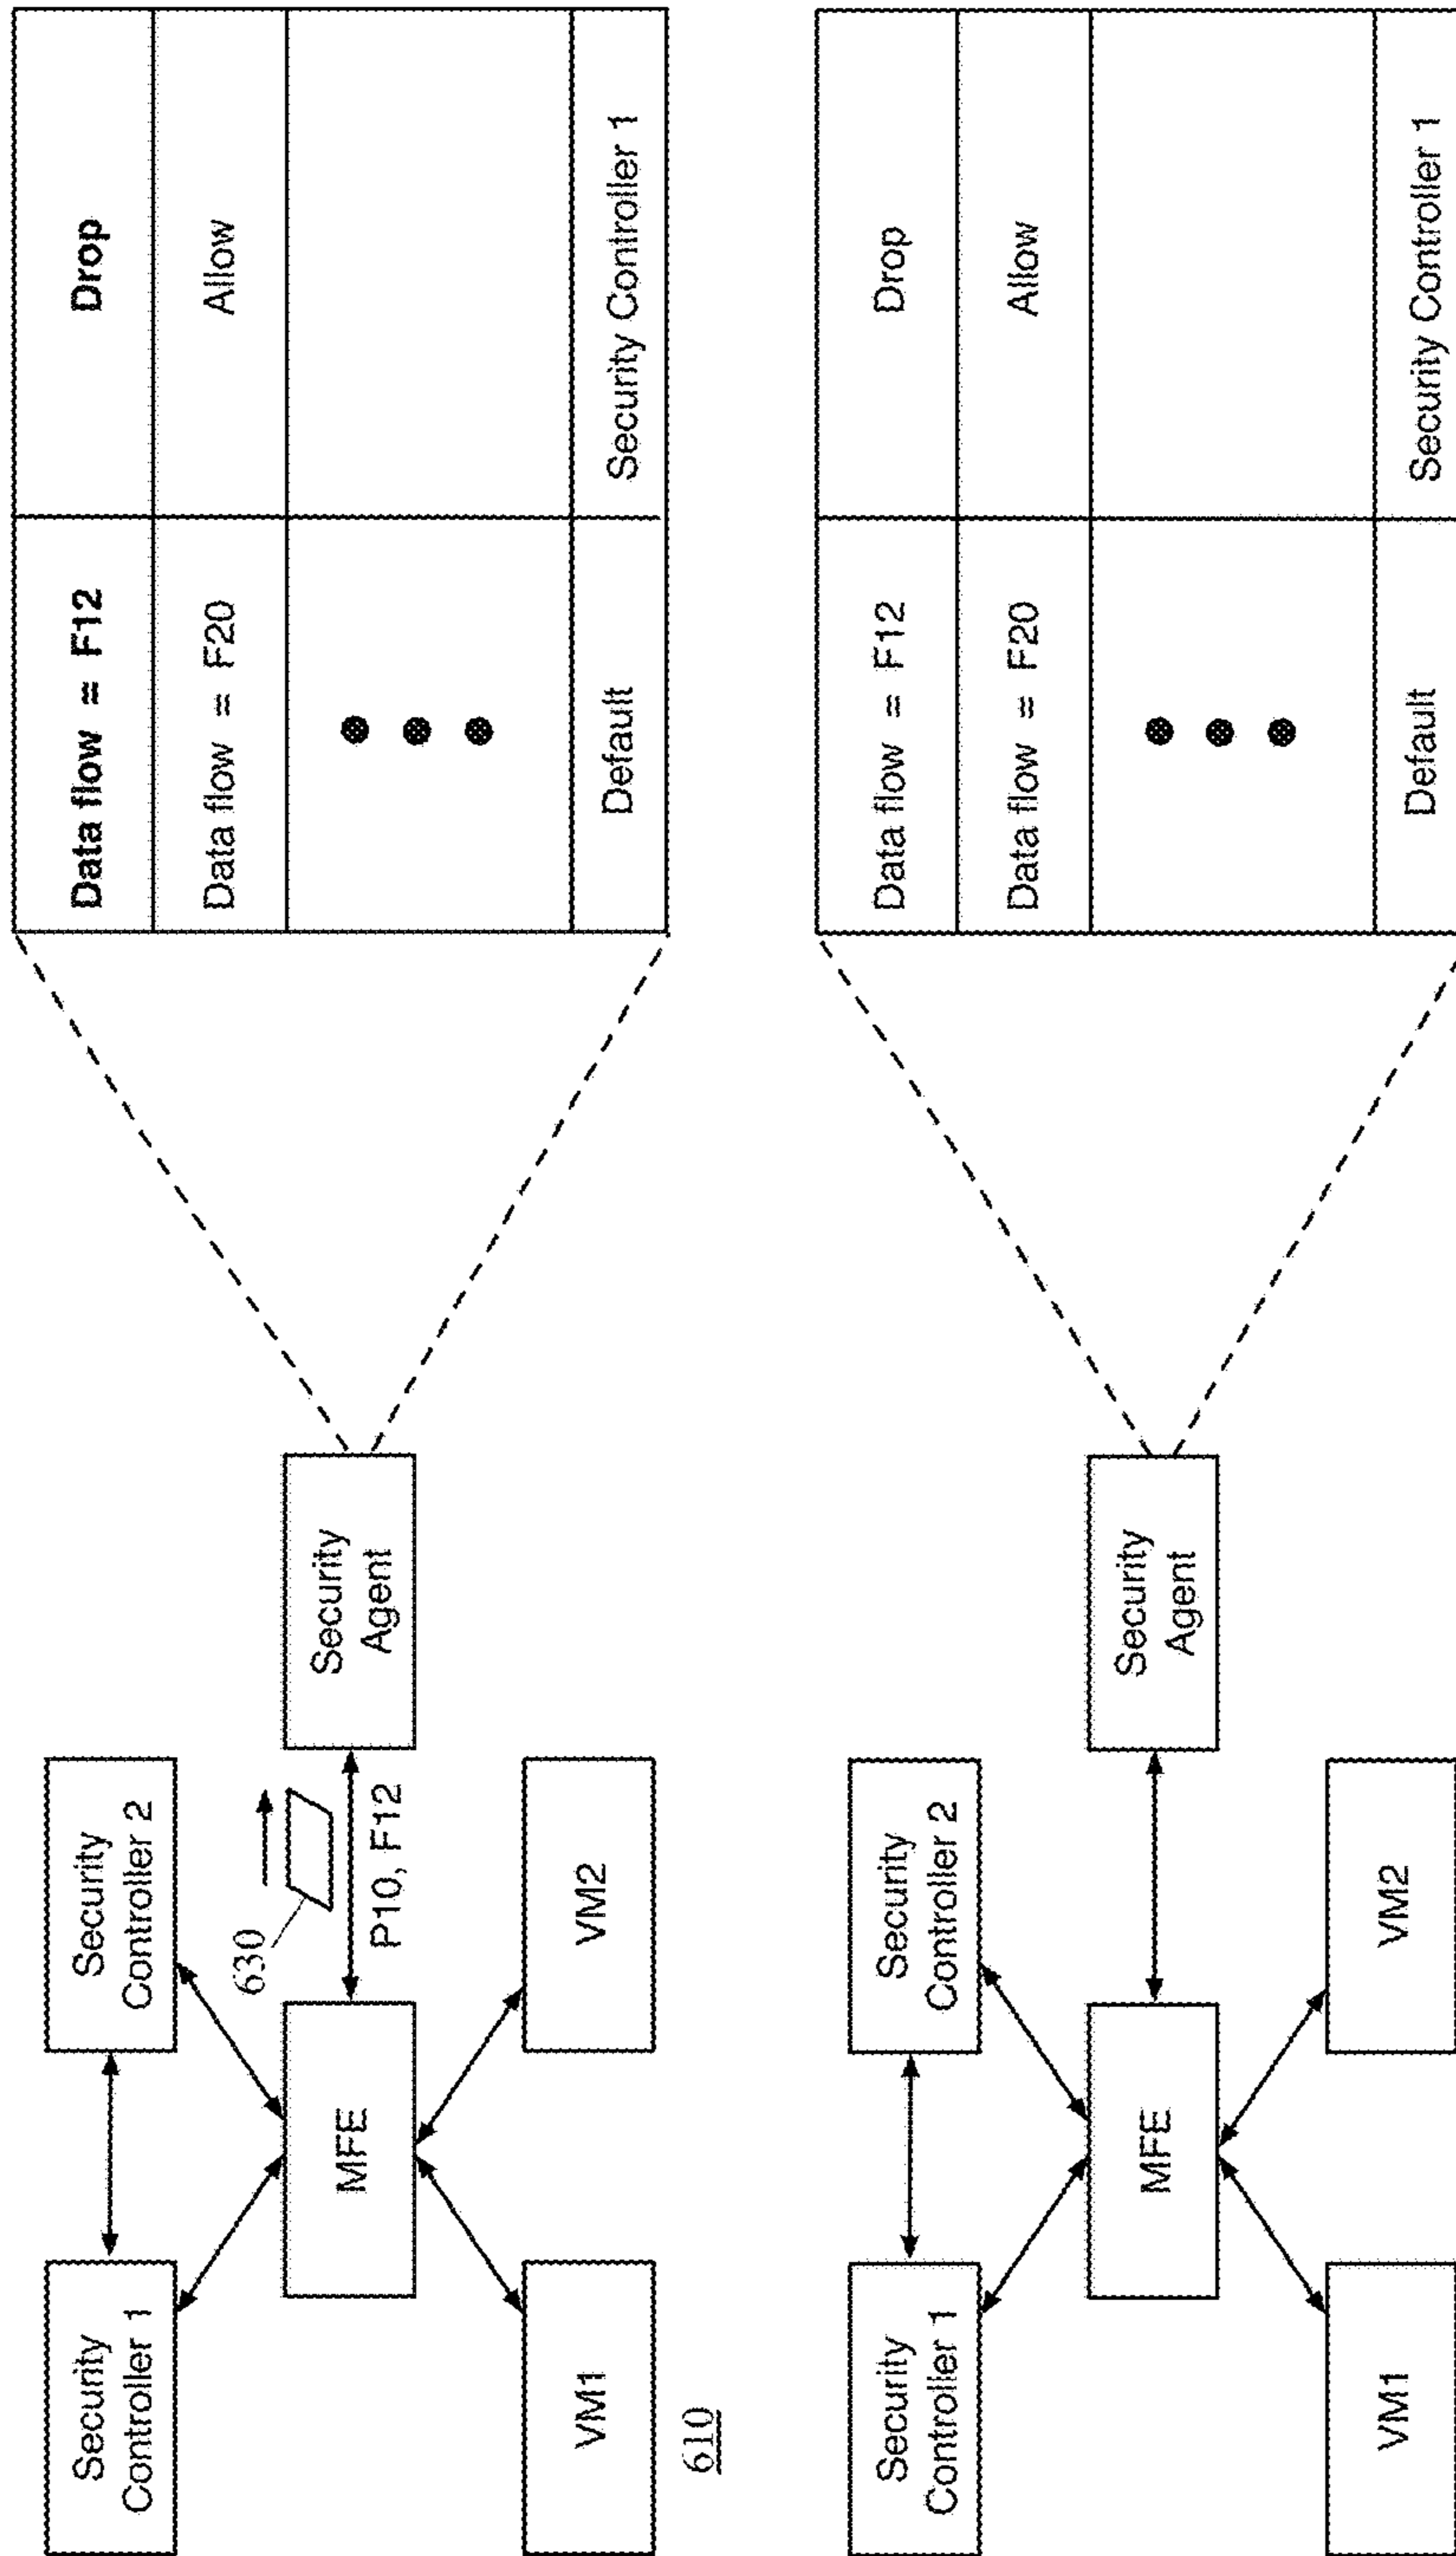 Security
Controller 1
Security
Controller 2
630
MFE
P10, F12
Security
Agent
VM1
VM2
610
Data flow = F12
Drop
Data flow = F20
Allow
Default
Security Controller 1
Security
Controller 1
Security
Controller 2
MFE
Security
Agent
VM1
VM2
Data flow = F12
Drop
Data flow = F20
Allow
Default
Security Controller 1